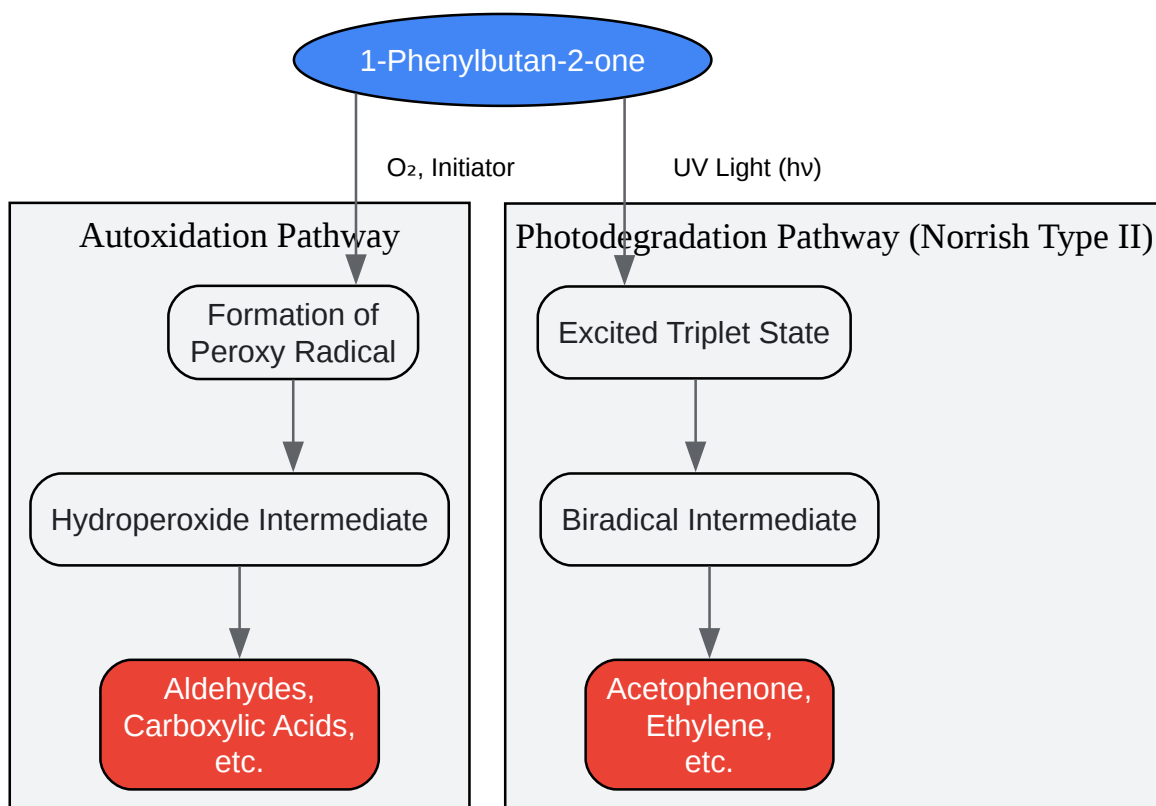 1-Phenylbutan-2-one
O₂, Initiator
UV Light (hν)
Autoxidation Pathway
Formation of
Peroxy Radical
Hydroperoxide Intermediate
Aldehydes,
Carboxylic Acids,
etc.
Photodegradation Pathway (Norrish Type II)
Excited Triplet State
Biradical Intermediate
Acetophenone,
Ethylene,
etc.